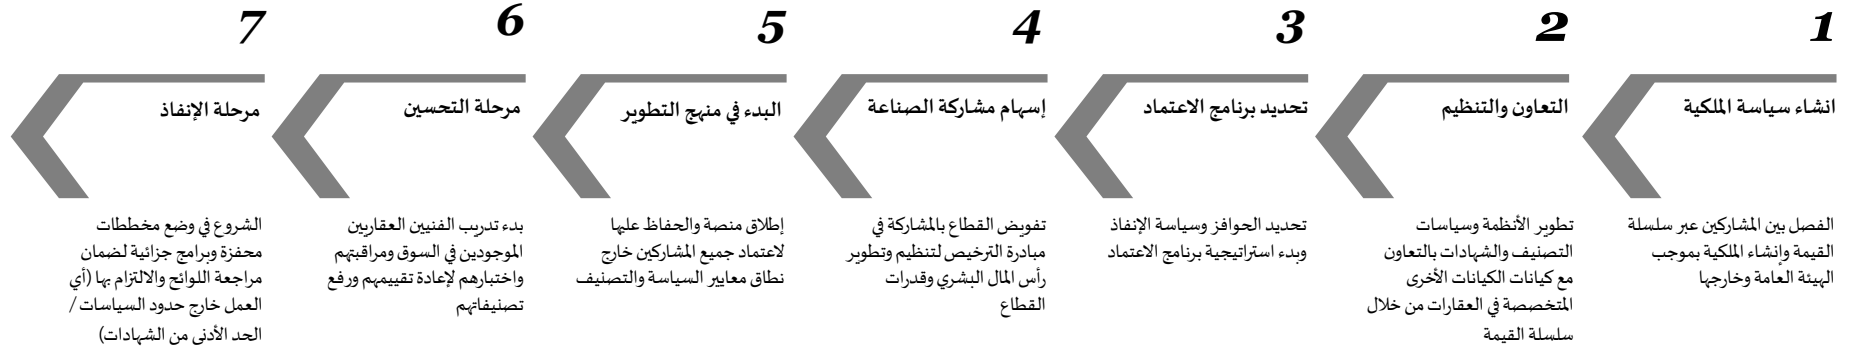 1
انشاء سياسة الملكية
الفصل بين المشاركين عبر سلسلة
القيمة وإنشاء الملكية بموجب
الهيئة العامة وخارجها
2
التعاون والتنظيم
تطوير الأنظمة وسياسات
التصنيف والشهادات بالتعاون
مع كيانات الكيانات الأخرى
المتخصصة في العقارات من خلال
سلسلة القيمة
3
تحديد برنامج الاعتماد
تحديد الحوافز وسياسة الإنفاذ
وبدء استراتيجية برنامج الاعتماد
4
إسهام مشاركة الصناعة
تفويض القطاع بالمشاركة في
مبادرة الترخيص لتنظيم وتطوير
رأس المال البشري وقدرات
القطاع
5
البدء في منهج التطوير
إطلاق منصة والحفاظ عليها
لاعتماد جميع المشاركين خارج
نطاق معايير السياسة والتصنيف
6
مرحلة التحسين
بدء تدريب الفنيين العقاريين
الموجودين في السوق ومراقبتهم
واختبارهم لإعادة تقييمهم ورفع
تصنيفاتهم
7
مرحلة الإنفاذ
الشروع في وضع مخططات
محفزة وبرامج جزائية لضمان
مراجعة اللوائح والالتزام بها (أي
العمل خارج حدود السياسات /
الحد الأدنى من الشهادات)